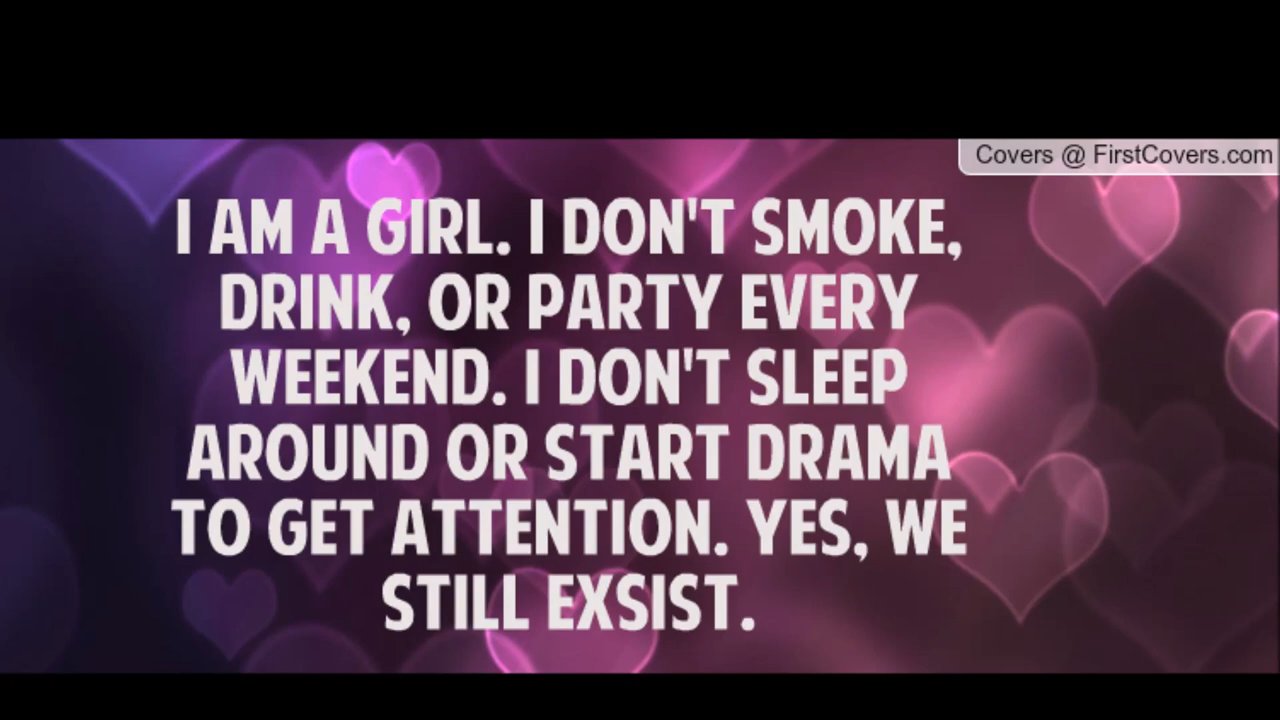 Covers @ FirstCovers.com
I AM A GIRL. I DON'T SMOKE,
DRINK, OR PARTY EVERY
WEEKEND. I DON'T SLEEP
AROUND OR START DRAMA
TO GET ATTENTION. YES, WE
STILL EXSIST.